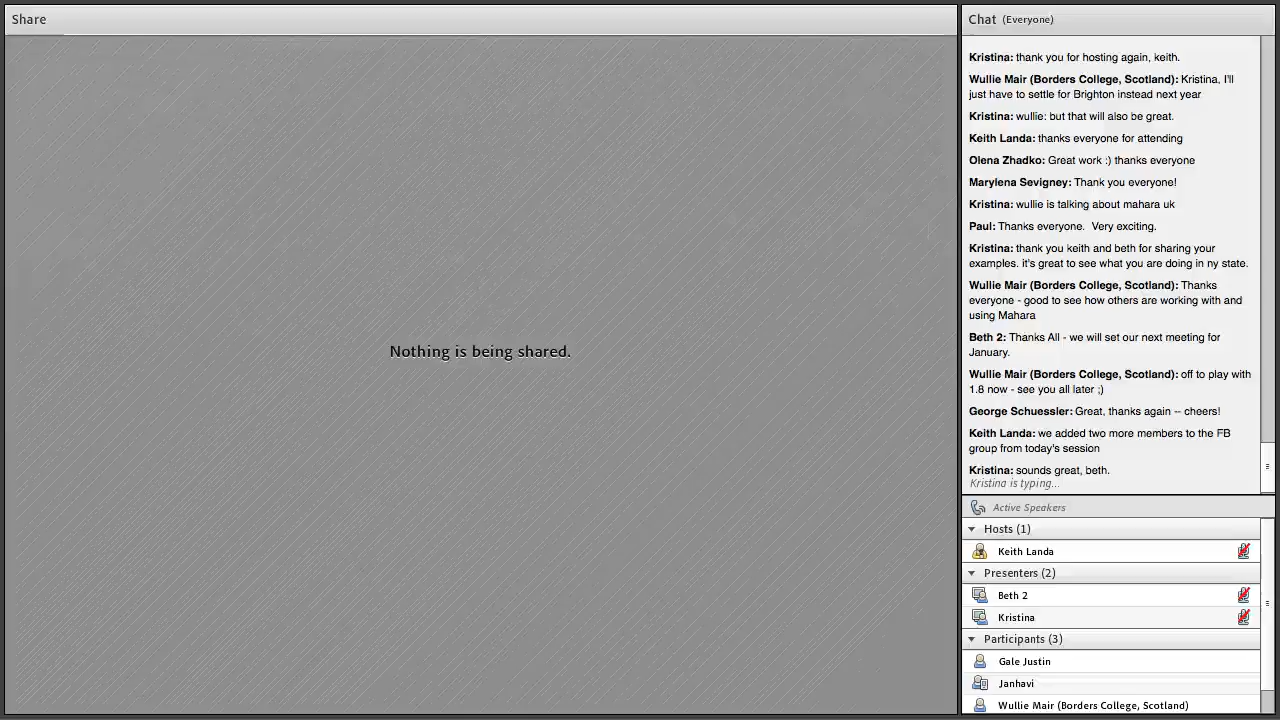 Share
Nothing is being shared.
Chat (Everyone)
Kristina: thank you for hosting again, keith.
Wullie Mair (Borders College, Scotland): Kristina, I'll
just have to settle for Brighton instead next year
Kristina: wullie: but that will also be great.
Keith Landa: thanks everyone for attending
Olena Zhadko: Great work :) thanks everyone
Marylena Sevigney: Thank you everyone!
Kristina: wullie is talking about mahara uk
Paul: Thanks everyone.  Very exciting.
Kristina: thank you keith and beth for sharing your
examples. it's great to see what you are doing in ny state.
Wullie Mair (Borders College, Scotland): Thanks
everyone - good to see how others are working with and
using Mahara
Beth 2: Thanks All - we will set our next meeting for
January.
Wullie Mair (Borders College, Scotland): off to play with
1.8 now - see you all later ;)
George Schuessler: Great, thanks again -- cheers!
Keith Landa: we added two more members to the FB
group from today's session
Kristina: sounds great, beth.
Kristina is typing...
Active Speakers
Hosts (1)
Keith Landa
Presenters (2)
Beth 2
Kristina
Participants (3)
Gale Justin
Janhavi
Wullie Mair (Borders College, Scotland)